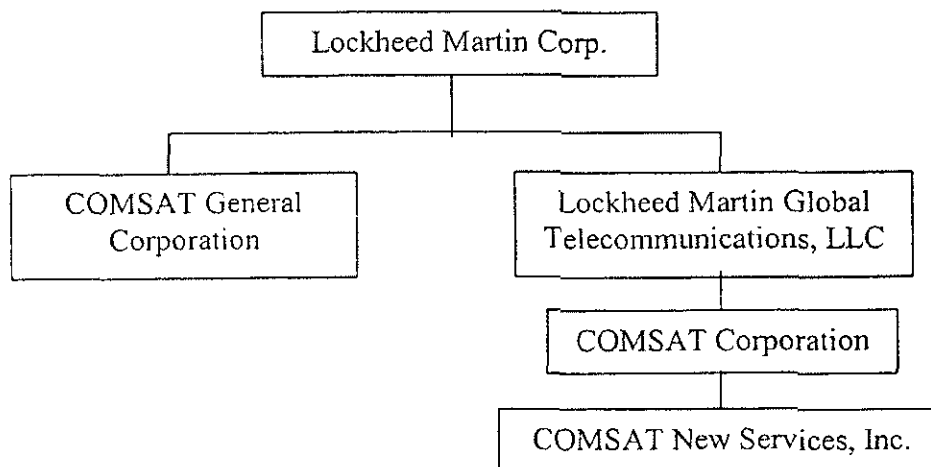 Lockheed Martin Corp.
COMSAT General
Corporation
Lockheed Martin Global
Telecommunications, LLC
COMSAT Corporation
COMSAT New Services, Inc.